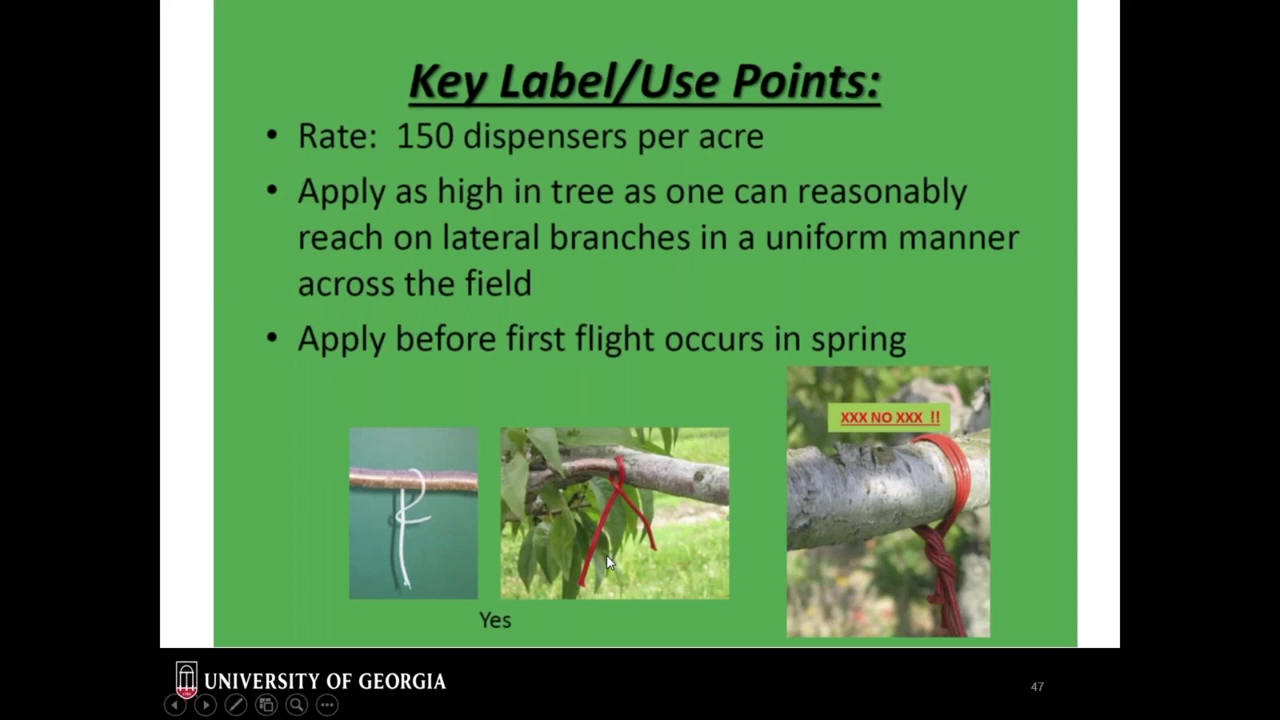 Key Label/Use Points:
• Rate: 150 dispensers per acre
• Apply as high in tree as one can reasonably
reach on lateral branches in a uniform manner
across the field
• Apply before first flight occurs in spring
XXX NO XXX !!
Yes
UNIVERSITY OF GEORGIA
47